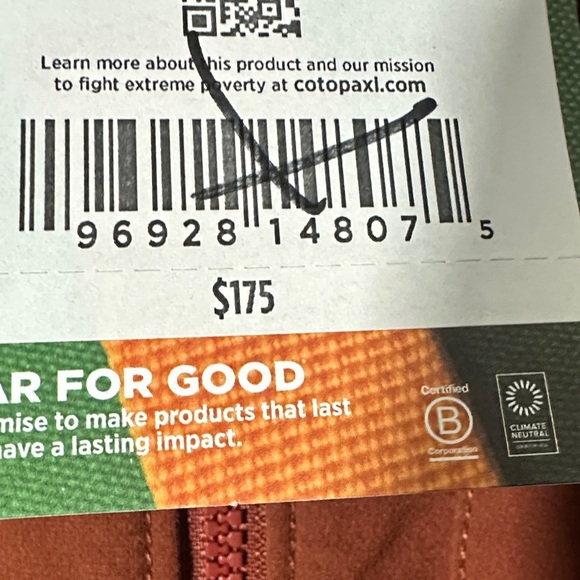 Learn more about this product and our mission
to fight extreme poverty at cotopaxi.com
96928 14807 5
$175
AR FOR GOOD
mise to make products that last
ave a lasting impact.
Certified
B
Corporation
CLIMATE
NEUTRAL